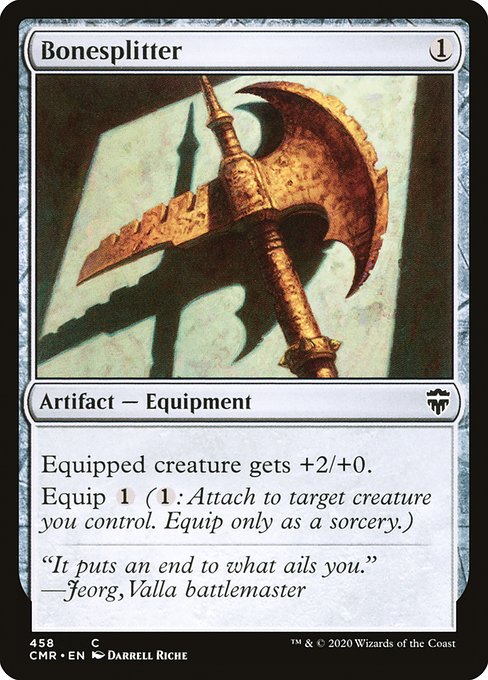 Bonesplitter 1
Artifact — Equipment
Equipped creature gets +2/+0.
Equip 1 (1: Attach to target creature
you control. Equip only as a sorcery.)
“It puts an end to what ails you.”
—Jeorg, Valla battlemaster
458 C ™ & © 2020 Wizards of the Coast
CMR • EN Darrell Riche